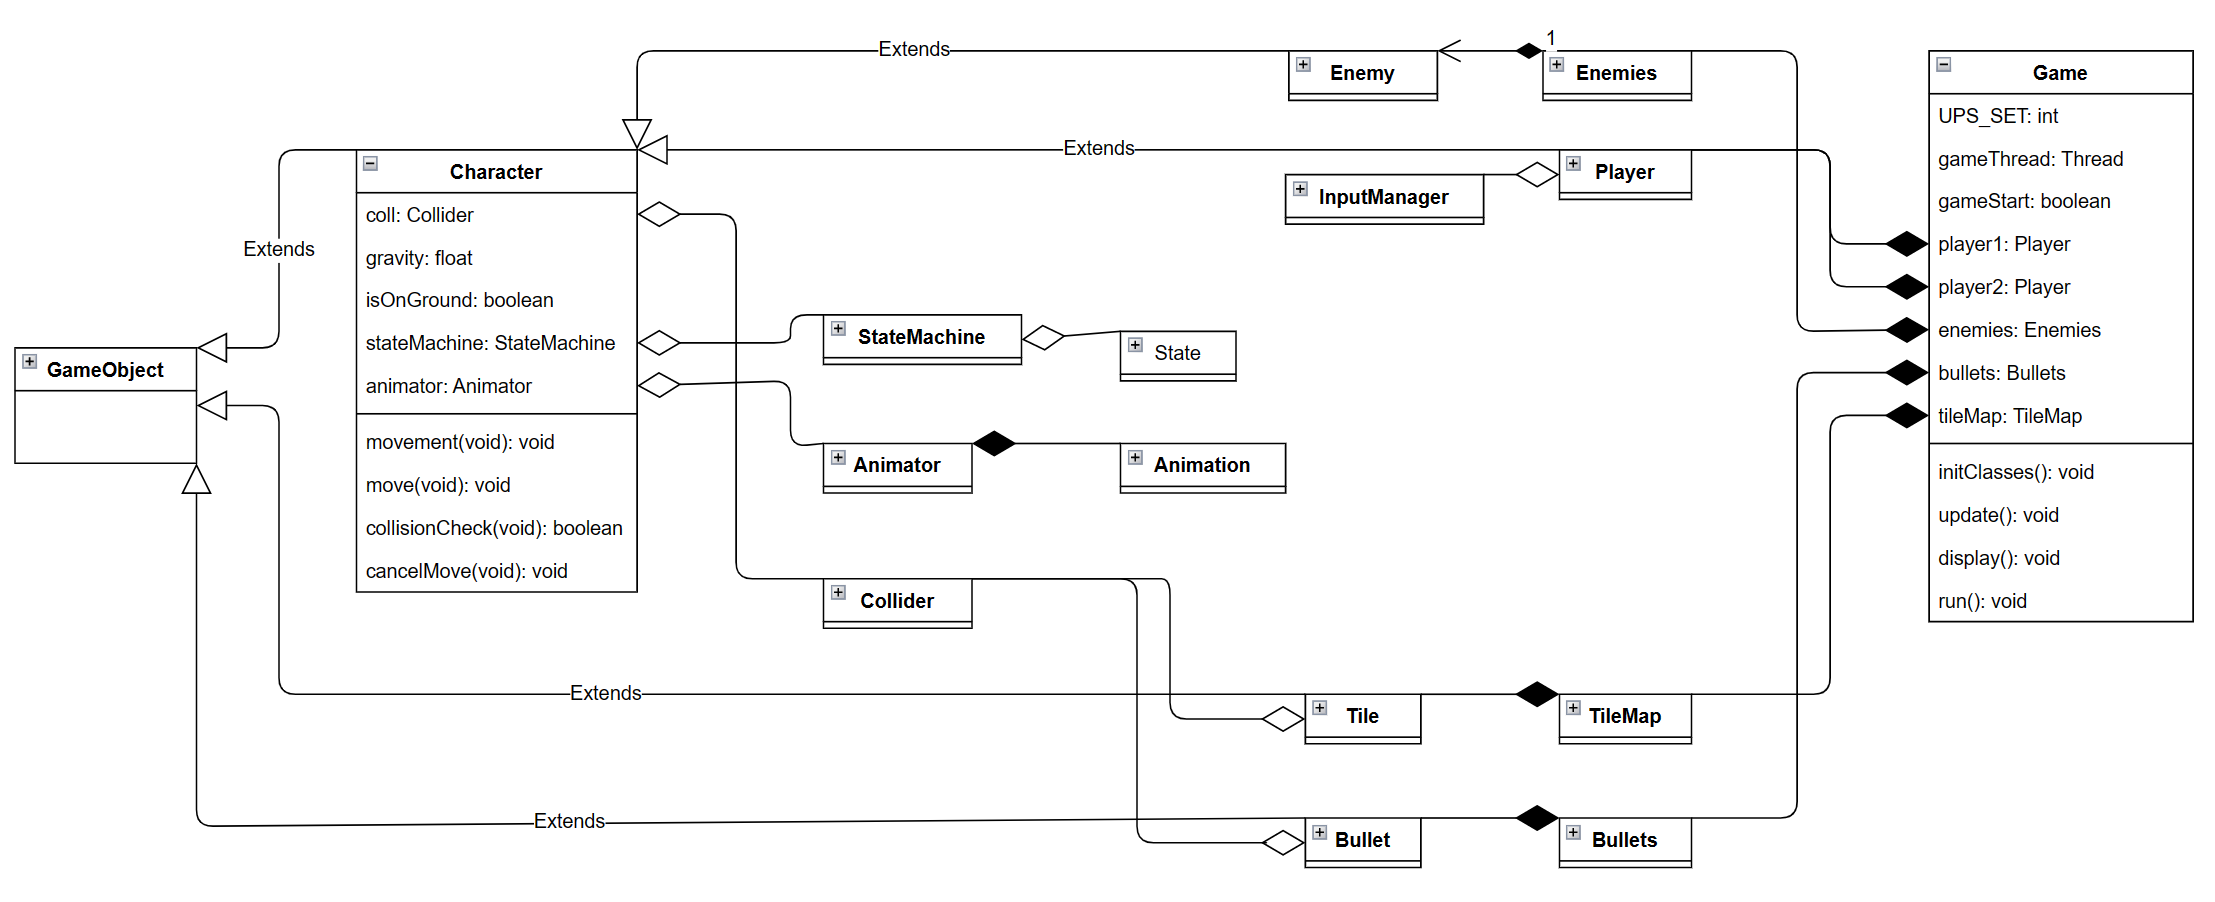 Extends
1
Enemy
Enemies
Game
UPS_SET: int
gameThread: Thread
gameStart: boolean
player1: Player
player2: Player
enemies: Enemies
bullets: Bullets
tileMap: TileMap
initClasses(): void
update(): void
display(): void
run(): void
Extends
Player
InputManager
Character
coll: Collider
gravity: float
isOnGround: boolean
stateMachine: StateMachine
animator: Animator
movement(void): void
move(void): void
collisionCheck(void): boolean
cancelMove(void): void
Extends
GameObject
StateMachine
State
Animator
Animation
Collider
Extends
Tile
TileMap
Extends
Bullet
Bullets